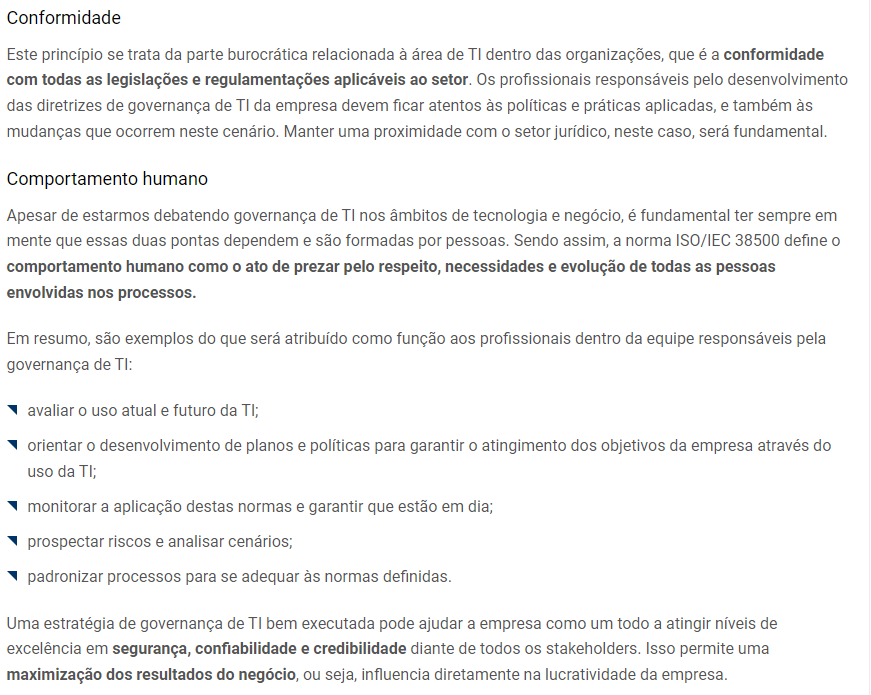 Conformidade
Este princípio se trata da parte burocrática relacionada à área de TI dentro das organizações, que é a conformidade
com todas as legislações e regulamentações aplicáveis ao setor. Os profissionais responsáveis pelo desenvolvimento
das diretrizes de governança de TI da empresa devem ficar atentos às políticas e práticas aplicadas, e também às
mudanças que ocorrem neste cenário. Manter uma proximidade com o setor jurídico, neste caso, será fundamental.
Comportamento humano
Apesar de estarmos debatendo governança de TI nos âmbitos de tecnologia e negócio, é fundamental ter sempre em
mente que essas duas pontas dependem e são formadas por pessoas. Sendo assim, a norma ISO/IEC 38500 define o
comportamento humano como o ato de prezar pelo respeito, necessidades e evolução de todas as pessoas
envolvidas nos processos.
Em resumo, são exemplos do que será atribuído como função aos profissionais dentro da equipe responsáveis pela
governança de TI:
avaliar o uso atual e futuro da TI;
orientar o desenvolvimento de planos e políticas para garantir o atingimento dos objetivos da empresa através do
uso da TI;
monitorar a aplicação destas normas e garantir que estão em dia;
prospectar riscos e analisar cenários;
padronizar processos para se adequar às normas definidas.
Uma estratégia de governança de TI bem executada pode ajudar a empresa como um todo a atingir níveis de
excelência em segurança, confiabilidade e credibilidade diante de todos os stakeholders. Isso permite uma
maximização dos resultados do negócio, ou seja, influencia diretamente na lucratividade da empresa.